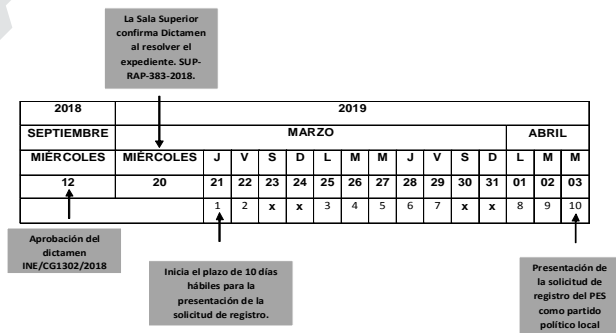 La Sala Superior
confirma Dictamen
al resolver el
expediente. SUP-
RAP-383-2018.
2018 2019
SEPTIEMBRE MARZO ABRIL
MIÉRCOLES MIÉRCOLES J V S D L M M J V S D L M M
12 20 21 22 23 24 25 26 27 28 29 30 31 01 02 03
1 2 x x 3 4 5 6 7 x x 8 9 10
Aprobación del
dictamen
INE/CG1302/2018
Inicia el plazo de 10 días
hábiles para la
presentación de la
solicitud de registro.
Presentación de
la solicitud de
registro del PES
como partido
político local